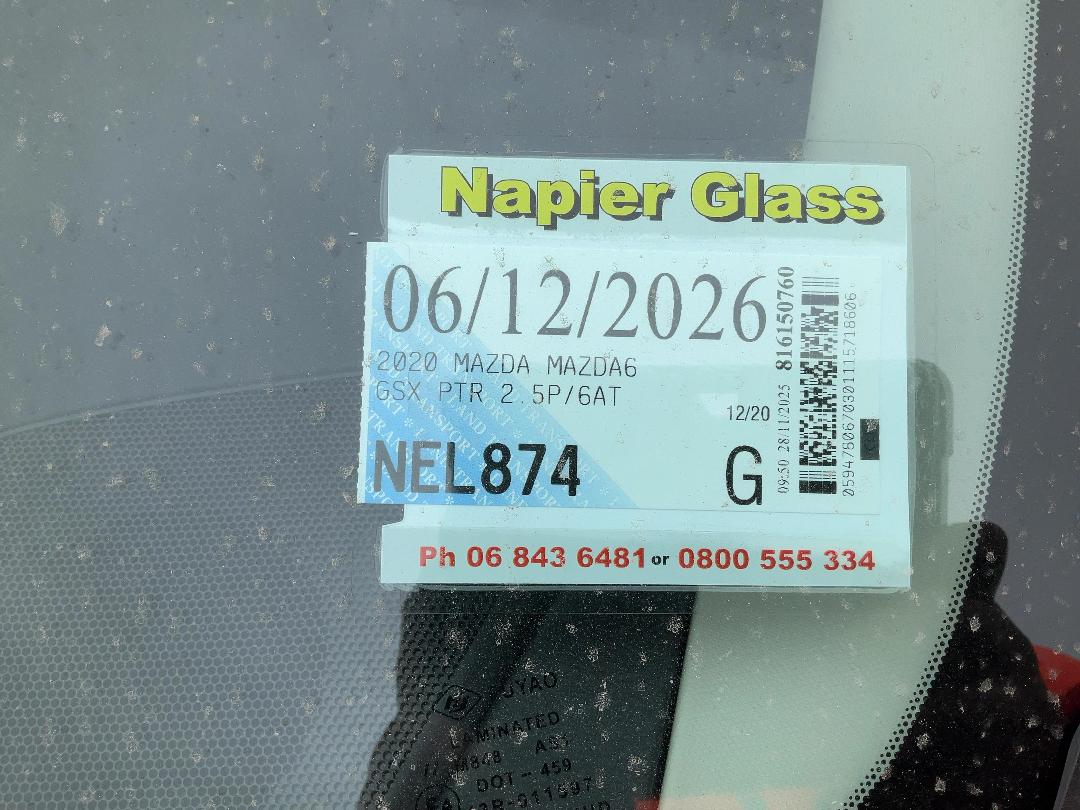 Napier Glass
06/12/2026
2020 MAZDA MAZDA6
GSX PTR 2.5P/6AT
12/20
NEL874
G
09:50 28/11/2025 816150760
Ph 06 843 6481 or 0800 555 334
LAMINATED
DOT-459